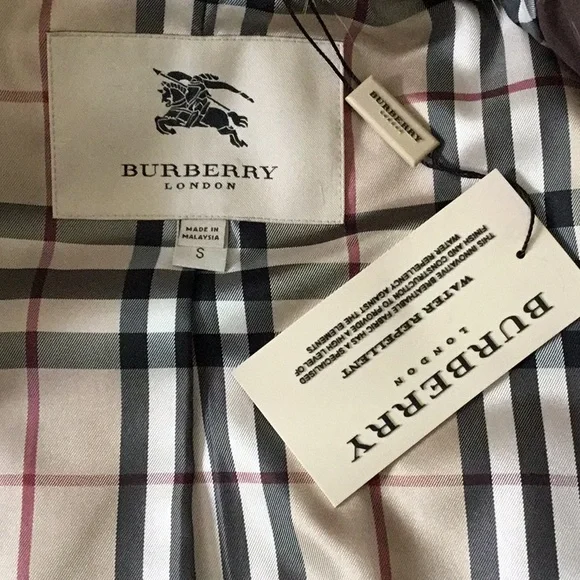 BURBERRY
LONDON
MADE IN
MALAYSIA
S
BURBERRY
LONDON
BURBERRY
LONDON
WATER REPELLENT
THIS INNOVATIVE BREATHABLE FABRIC HAS A SPECIALISED
FINISH AND CONSTRUCTION TO PROVIDE A HIGH LEVEL OF
WATER REPELLENCY AGAINST THE ELEMENTS